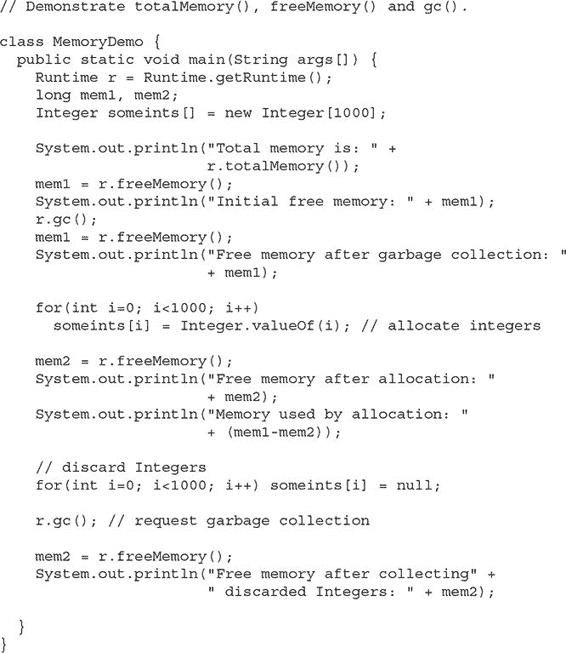 // Demonstrate totalMemory(), freeMemory() and gc().

class MemoryDemo {
  public static void main(String args[]) {
    Runtime r = Runtime.getRuntime();
    long mem1, mem2;
    Integer someints[] = new Integer[1000];

    System.out.println("Total memory is: " +
                       r.totalMemory());
    mem1 = r.freeMemory();
    System.out.println("Initial free memory: " + mem1);
    r.gc();
    mem1 = r.freeMemory();
    System.out.println("Free memory after garbage collection: "
                       + mem1);

    for(int i=0; i<1000; i++)
      someints[i] = Integer.valueOf(i); // allocate integers

    mem2 = r.freeMemory();
    System.out.println("Free memory after allocation: "
                       + mem2);
    System.out.println("Memory used by allocation: "
                       + (mem1-mem2));

    // discard Integers
    for(int i=0; i<1000; i++) someints[i] = null;

    r.gc(); // request garbage collection

    mem2 = r.freeMemory();
    System.out.println("Free memory after collecting" +
                       " discarded Integers: " + mem2);

  }
}